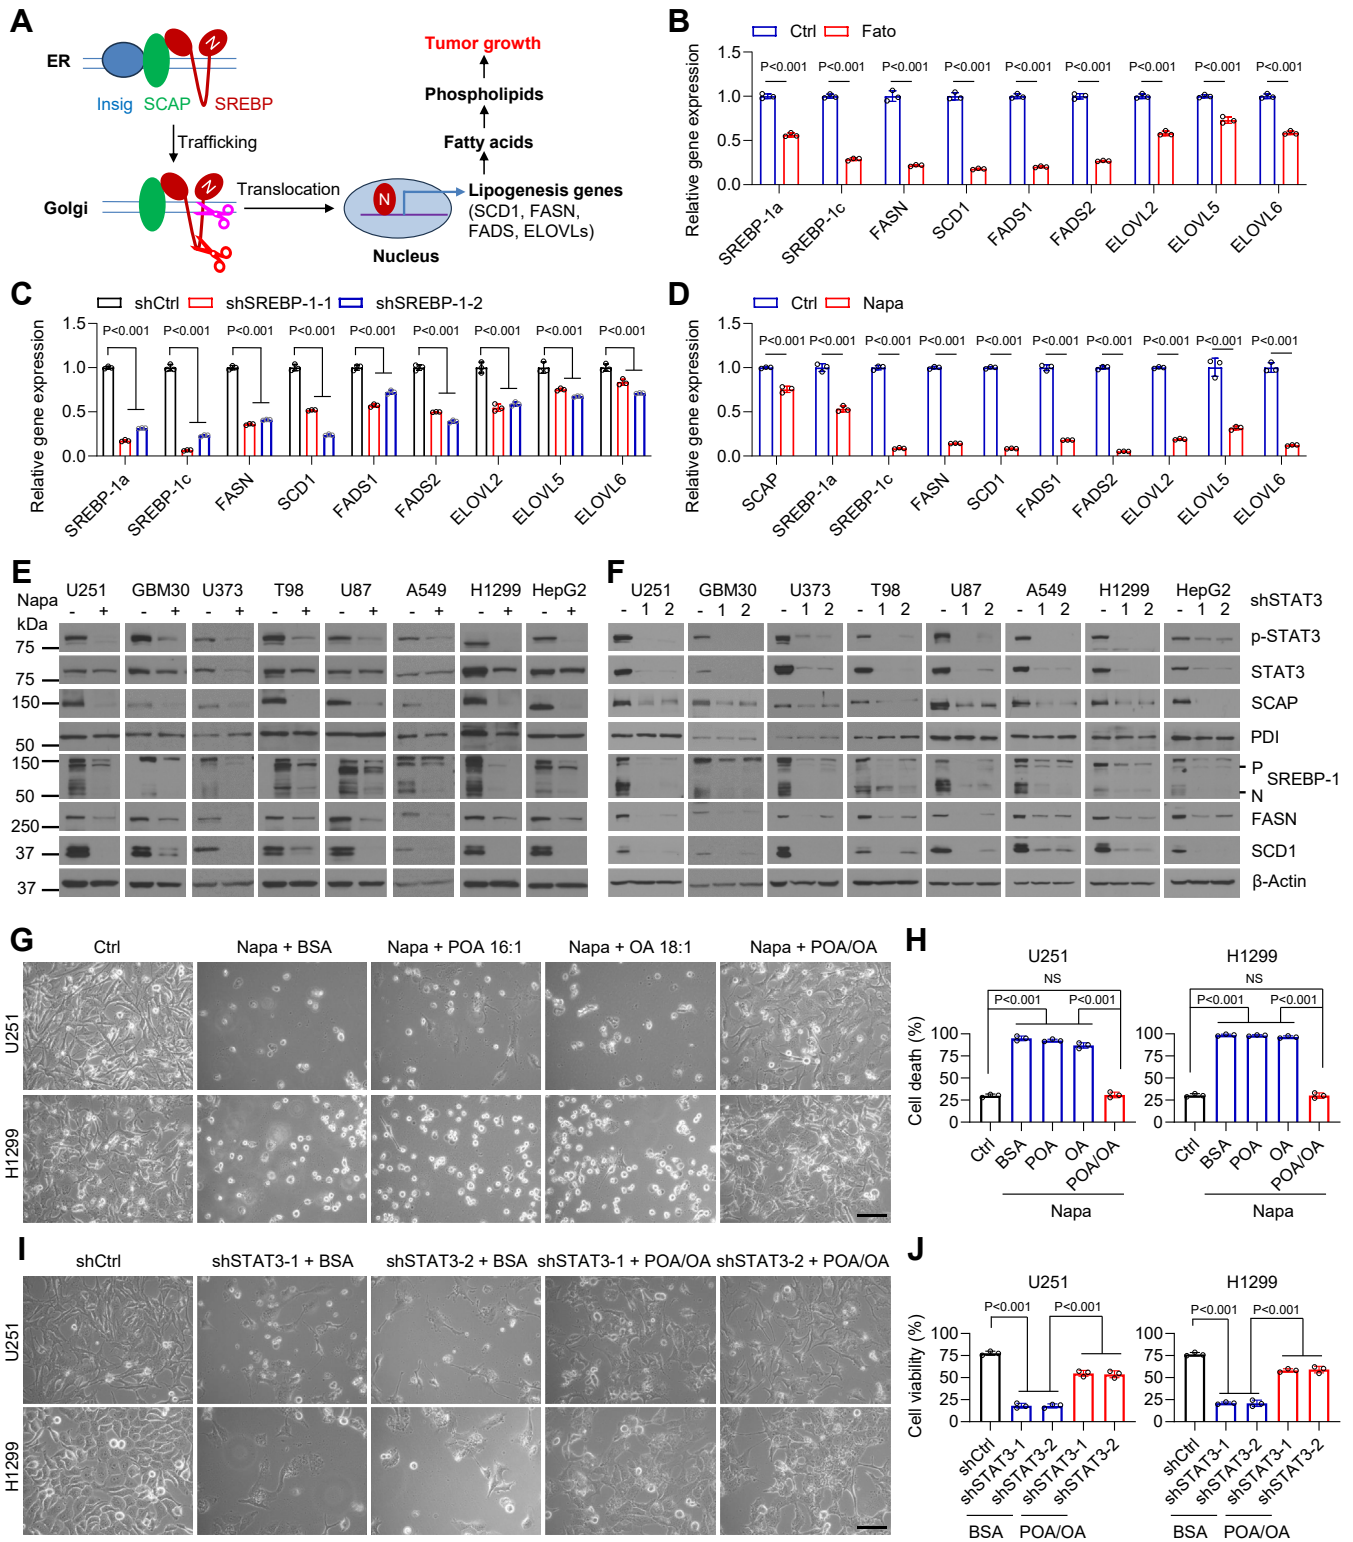 A
ER
Insig SCAP SREBP
N
Trafficking
Golgi
N
Translocation
N
Nucleus
Tumor growth
Phospholipids
Fatty acids
Lipogenesis genes
(SCD1, FASN,
FADS, ELOVLs)
B
Ctrl Fato
Relative gene expression
1.5
1.0
0.5
0.0
P<0.001 P<0.001 P<0.001 P<0.001 P<0.001 P<0.001 P<0.001 P<0.001 P<0.001
SREBP-1a SREBP-1c FASN SCD1 FADS1 FADS2 ELOVL2 ELOVL5 ELOVL6
C
shCtrl shSREBP-1-1 shSREBP-1-2
Relative gene expression
1.5
1.0
0.5
0.0
P<0.001 P<0.001 P<0.001 P<0.001 P<0.001 P<0.001 P<0.001 P<0.001 P<0.001
SREBP-1a SREBP-1c FASN SCD1 FADS1 FADS2 ELOVL2 ELOVL5 ELOVL6
D
Ctrl Napa
Relative gene expression
1.5
1.0
0.5
0.0
P<0.001 P<0.001 P<0.001 P<0.001 P<0.001 P<0.001 P<0.001 P<0.001 P<0.001 P<0.001
SCAP SREBP-1a SREBP-1c FASN SCD1 FADS1 FADS2 ELOVL2 ELOVL5 ELOVL6
E
U251 GBM30 U373 T98 U87 A549 H1299 HepG2
Napa - + - + - + - + - + - + - + - +
kDa
75
75
150
50
150
50
250
37
37
F
U251 GBM30 U373 T98 U87 A549 H1299 HepG2
- 1 2 - 1 2 - 1 2 - 1 2 - 1 2 - 1 2 - 1 2 - 1 2 shSTAT3
p-STAT3
STAT3
SCAP
PDI
P
SREBP-1
N
FASN
SCD1
β-Actin
G
Ctrl Napa + BSA Napa + POA 16:1 Napa + OA 18:1 Napa + POA/OA
U251
H1299
H
U251
NS
P<0.001 P<0.001
Cell death (%)
100
75
50
25
0
Ctrl BSA POA OA POA/OA
Napa
H1299
NS
P<0.001 P<0.001
100
75
50
25
0
Ctrl BSA POA OA POA/OA
Napa
I
shCtrl shSTAT3-1 + BSA shSTAT3-2 + BSA shSTAT3-1 + POA/OA shSTAT3-2 + POA/OA
U251
H1299
J
U251
P<0.001 P<0.001
Cell viability (%)
100
75
50
25
0
shCtrl shSTAT3-1 shSTAT3-2 shSTAT3-1 shSTAT3-2
BSA POA/OA
H1299
P<0.001 P<0.001
100
75
50
25
0
shCtrl shSTAT3-1 shSTAT3-2 shSTAT3-1 shSTAT3-2
BSA POA/OA